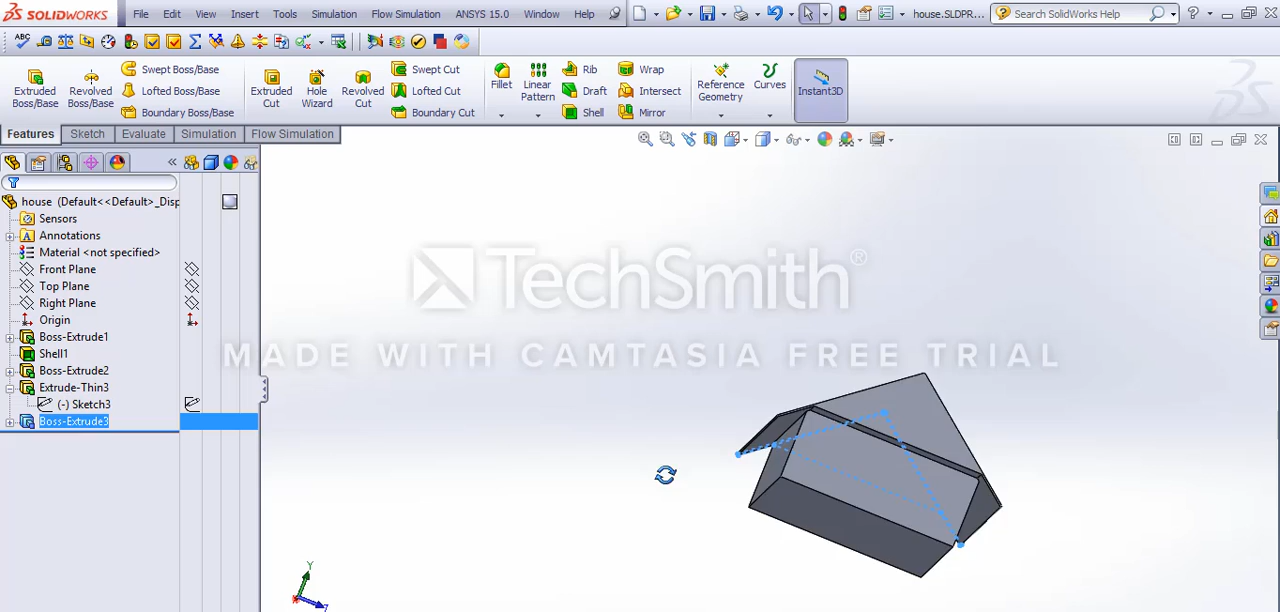 SOLIDWORKS File Edit View Insert Tools Simulation Flow Simulation ANSYS 15.0 Window Help house.SLDPR... Search SolidWorks Help
Extruded Boss/Base
Revolved Boss/Base
Swept Boss/Base
Lofted Boss/Base
Boundary Boss/Base
Extruded Cut
Hole Wizard
Revolved Cut
Swept Cut
Lofted Cut
Boundary Cut
Fillet
Linear Pattern
Rib
Draft
Shell
Wrap
Intersect
Mirror
Reference Geometry
Curves
Instant3D
Features Sketch Evaluate Simulation Flow Simulation
house (Default<<Default>_Disp
Sensors
Annotations
Material <not specified>
Front Plane
Top Plane
Right Plane
Origin
Boss-Extrude1
Shell1
Boss-Extrude2
Extrude-Thin3
(-) Sketch3
Boss-Extrude3
TechSmith®
MADE WITH CAMTASIA FREE TRIAL
Y